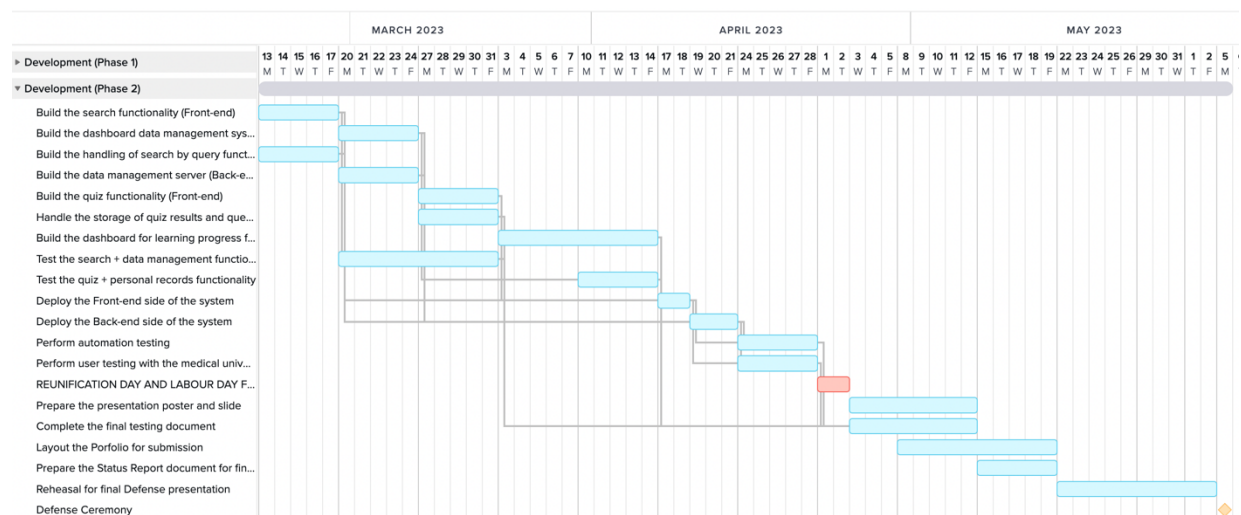 MARCH 2023 APRIL 2023 MAY 2023
Development (Phase 1) 13 14 15 16 17 20 21 22 23 24 27 28 29 30 31 3 4 5 6 7 10 11 12 13 14 17 18 19 20 21 24 25 26 27 28 1 2 3 4 5 8 9 10 11 12 15 16 17 18 19 22 23 24 25 26 29 30 31 1 2 5
M T W T F M T W T F M T W T F M T W T F M T W T F M T W T F M T W T F M T W T F M T W T F M T W T F M T W T F M T W T F M
Development (Phase 2)
Build the search functionality (Front-end)
Build the dashboard data management sys...
Build the handling of search by query funct...
Build the data management server (Back-e...
Build the quiz functionality (Front-end)
Handle the storage of quiz results and que...
Build the dashboard for learning progress f...
Test the search + data management functio...
Test the quiz + personal records functionality
Deploy the Front-end side of the system
Deploy the Back-end side of the system
Perform automation testing
Perform user testing with the medical univ...
REUNIFICATION DAY AND LABOUR DAY F...
Prepare the presentation poster and slide
Complete the final testing document
Layout the Porfolio for submission
Prepare the Status Report document for fin...
Reheasal for final Defense presentation
Defense Ceremony